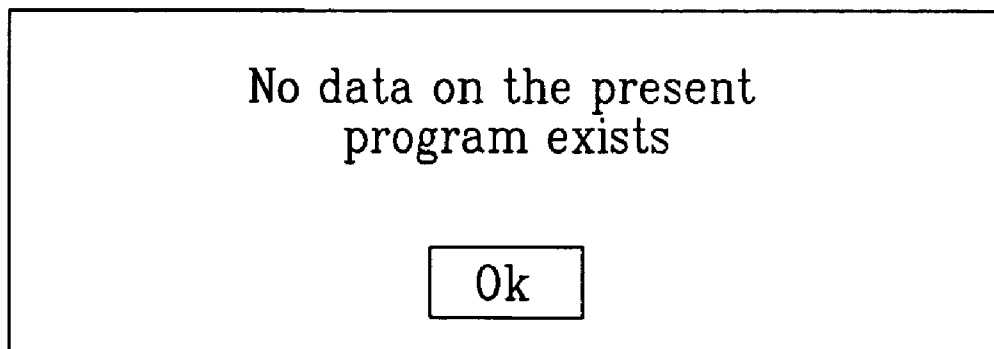 No data on the present
program exists
Ok